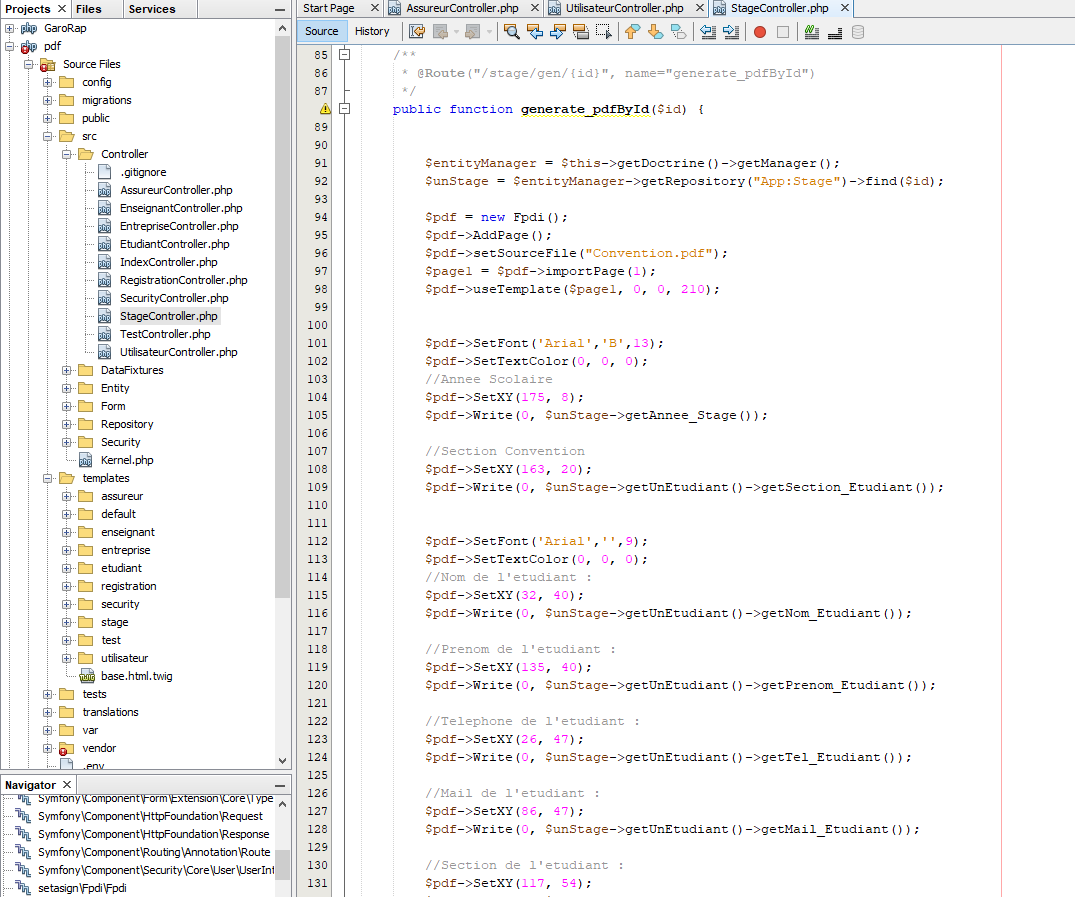 Projects
Files
Services
GaroRap
pdf
Source Files
config
migrations
public
src
Controller
.gitignore
AssureurController.php
EnseignantController.php
EntrepriseController.php
EtudiantController.php
IndexController.php
RegistrationController.php
SecurityController.php
StageController.php
TestController.php
UtilisateurController.php
DataFixtures
Entity
Form
Repository
Security
Kernel.php
templates
assureur
default
enseignant
entreprise
etudiant
registration
security
stage
test
utilisateur
base.html.twig
tests
translations
var
vendor
.env
Navigator
Symfony\Component\Form\Extension\Core\Type
Symfony\Component\HttpFoundation\Request
Symfony\Component\HttpFoundation\Response
Symfony\Component\Routing\Annotation\Route
Symfony\Component\Security\Core\User\UserInt
setasign\Fpdi\Fpdi
Start Page
AssureurController.php
UtilisateurController.php
StageController.php
Source
History
85 /**
86 * @Route("/stage/gen/{id}", name="generate_pdfById")
87 */
public function generate_pdfById($id) {
89
90
91 $entityManager = $this->getDoctrine()->getManager();
92 $unStage = $entityManager->getRepository("App:Stage")->find($id);
93
94 $pdf = new Fpdi();
95 $pdf->AddPage();
96 $pdf->setSourceFile("Convention.pdf");
97 $page1 = $pdf->importPage(1);
98 $pdf->useTemplate($page1, 0, 0, 210);
99
100
101 $pdf->SetFont('Arial','B',13);
102 $pdf->SetTextColor(0, 0, 0);
103 //Annee Scolaire
104 $pdf->SetXY(175, 8);
105 $pdf->Write(0, $unStage->getAnnee_Stage());
106
107 //Section Convention
108 $pdf->SetXY(163, 20);
109 $pdf->Write(0, $unStage->getUnEtudiant()->getSection_Etudiant());
110
111
112 $pdf->SetFont('Arial','',9);
113 $pdf->SetTextColor(0, 0, 0);
114 //Nom de l'etudiant :
115 $pdf->SetXY(32, 40);
116 $pdf->Write(0, $unStage->getUnEtudiant()->getNom_Etudiant());
117
118 //Prenom de l'etudiant :
119 $pdf->SetXY(135, 40);
120 $pdf->Write(0, $unStage->getUnEtudiant()->getPrenom_Etudiant());
121
122 //Telephone de l'etudiant :
123 $pdf->SetXY(26, 47);
124 $pdf->Write(0, $unStage->getUnEtudiant()->getTel_Etudiant());
125
126 //Mail de l'etudiant :
127 $pdf->SetXY(86, 47);
128 $pdf->Write(0, $unStage->getUnEtudiant()->getMail_Etudiant());
129
130 //Section de l'etudiant :
131 $pdf->SetXY(117, 54);